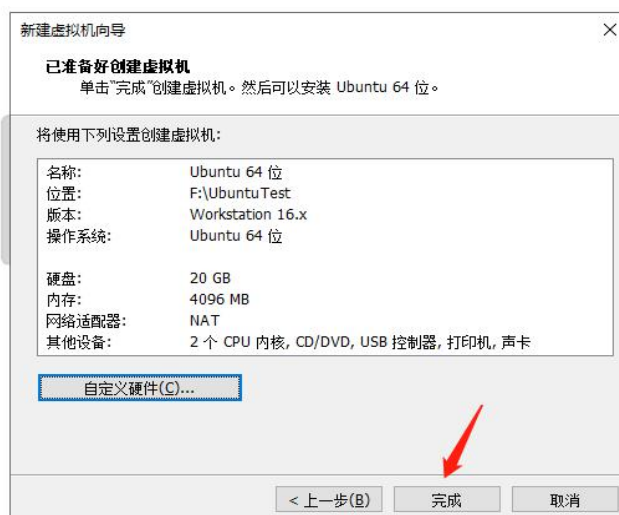 新建虚拟机向导
已准备好创建虚拟机
单击"完成"创建虚拟机。然后可以安装 Ubuntu 64 位。
将使用下列设置创建虚拟机:
名称: Ubuntu 64 位
位置: F:\UbuntuTest
版本: Workstation 16.x
操作系统: Ubuntu 64 位
硬盘: 20 GB
内存: 4096 MB
网络适配器: NAT
其他设备: 2 个 CPU 内核, CD/DVD, USB 控制器, 打印机, 声卡
自定义硬件(C)...
< 上一步(B) 完成 取消